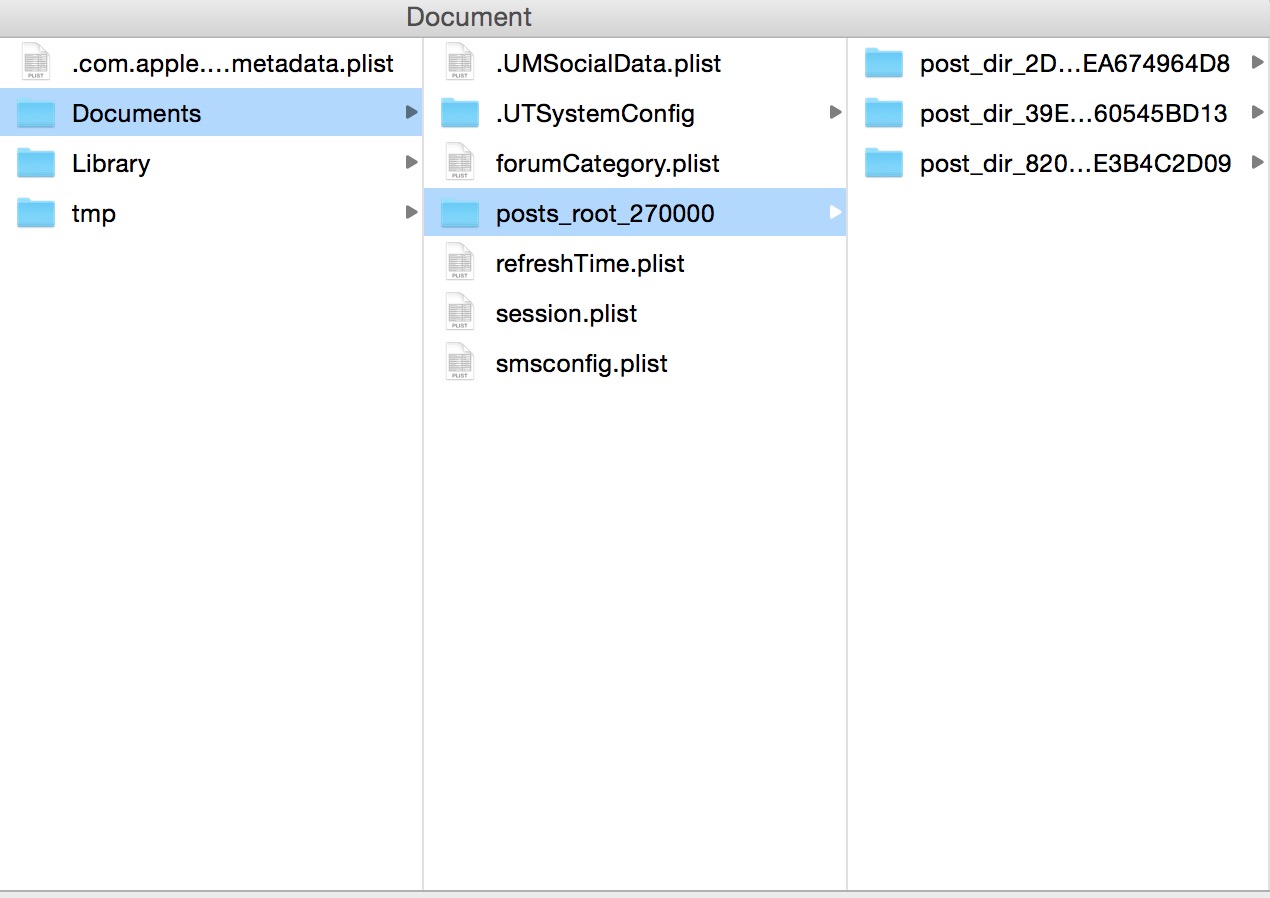 Document
.com.apple....metadata.plist
Documents
Library
tmp
.UMSocialData.plist
.UTSystemConfig
forumCategory.plist
posts_root_270000
refreshTime.plist
session.plist
smsconfig.plist
post_dir_2D...EA674964D8
post_dir_39E...60545BD13
post_dir_820...E3B4C2D09
PLIST
PLIST
PLIST
PLIST
PLIST
PLIST